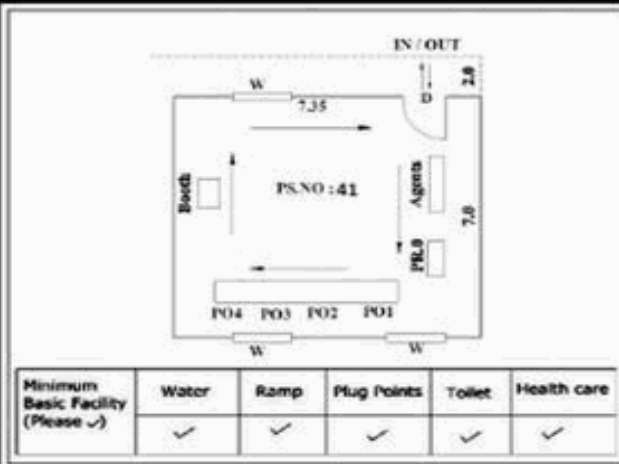 IN / OUT
2.0
W
D
7.35
Booth
PS.NO : 41
Agents
7.0
PR.0
PO4 PO3 PO2 PO1
W
W
Minimum Basic Facility (Please ✓)
Water
Ramp
Plug Points
Toilet
Health care
✓ ✓ ✓ ✓ ✓